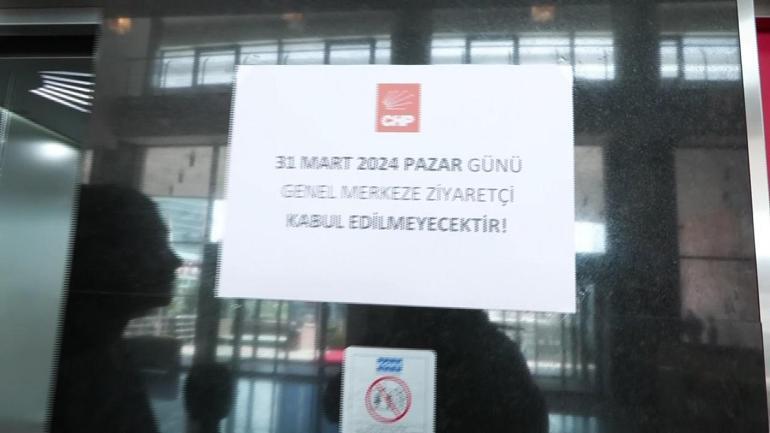 CHP
31 MART 2024 PAZAR GÜNÜ
GENEL MERKEZE ZİYARETÇİ
KABUL EDİLMEYECEKTİR!